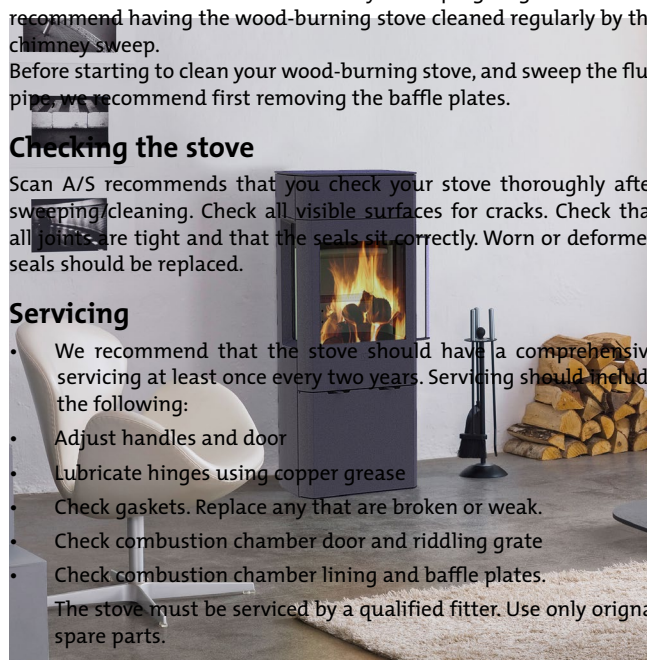 recommend having the wood-burning stove cleaned regularly by th
chimney sweep.
Before starting to clean your wood-burning stove, and sweep the flu
pipe, we recommend first removing the baffle plates.
Checking the stove
Scan A/S recommends that you check your stove thoroughly afte
sweeping/cleaning. Check all visible surfaces for cracks. Check tha
all joints are tight and that the seals sit correctly. Worn or deforme
seals should be replaced.
Servicing
• We recommend that the stove should have a comprehensiv
servicing at least once every two years. Servicing should includ
the following:
• Adjust handles and door
• Lubricate hinges using copper grease
• Check gaskets. Replace any that are broken or weak.
• Check combustion chamber door and riddling grate
• Check combustion chamber lining and baffle plates.
The stove must be serviced by a qualified fitter. Use only origna
spare parts.